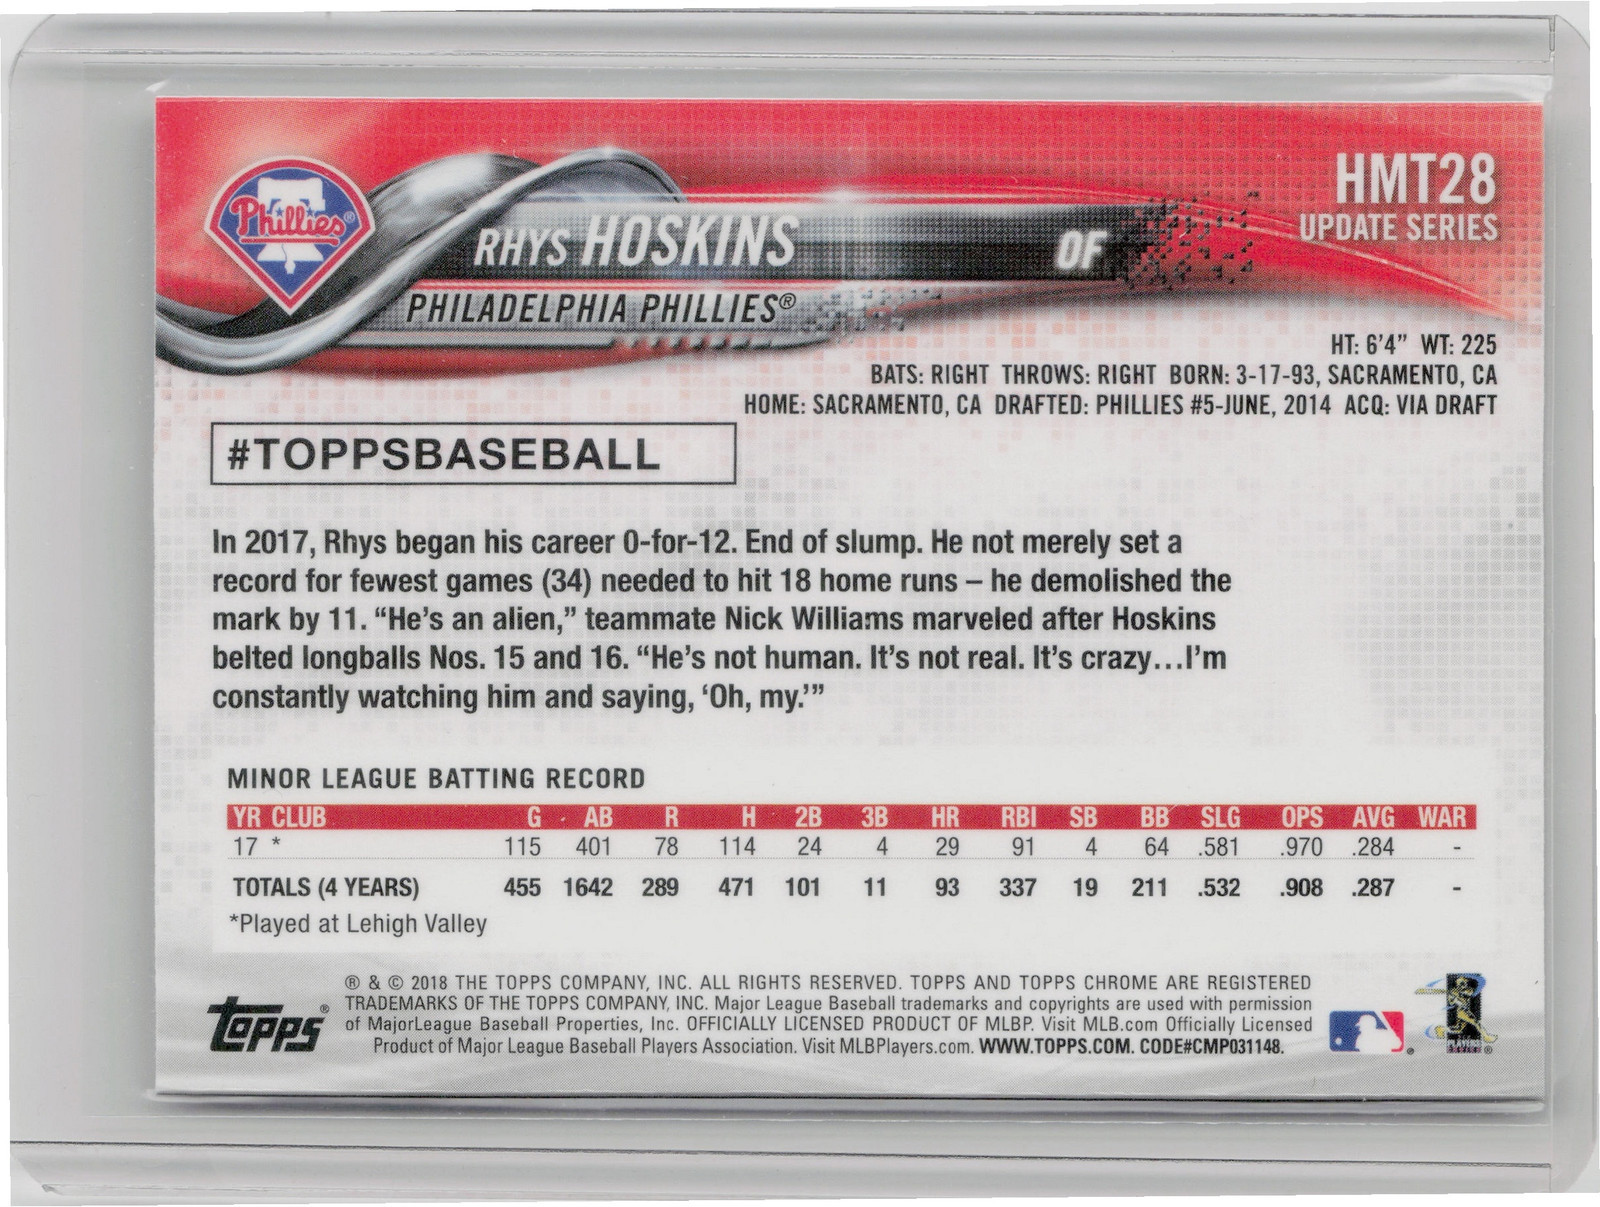 Phillies®
HMT28
UPDATE SERIES
RHYS HOSKINS OF
PHILADELPHIA PHILLIES®
HT: 6'4" WT: 225
BATS: RIGHT THROWS: RIGHT BORN: 3-17-93, SACRAMENTO, CA
HOME: SACRAMENTO, CA DRAFTED: PHILLIES #5-JUNE, 2014 ACQ: VIA DRAFT
#TOPPSBASEBALL
In 2017, Rhys began his career 0-for-12. End of slump. He not merely set a
record for fewest games (34) needed to hit 18 home runs – he demolished the
mark by 11. “He’s an alien,” teammate Nick Williams marveled after Hoskins
belted longballs Nos. 15 and 16. “He’s not human. It’s not real. It’s crazy...I’m
constantly watching him and saying, ‘Oh, my.’”
MINOR LEAGUE BATTING RECORD
YR CLUB G AB R H 2B 3B HR RBI SB BB SLG OPS AVG WAR
17 * 115 401 78 114 24 4 29 91 4 64 .581 .970 .284 -
TOTALS (4 YEARS) 455 1642 289 471 101 11 93 337 19 211 .532 .908 .287 -
*Played at Lehigh Valley
® & © 2018 THE TOPPS COMPANY, INC. ALL RIGHTS RESERVED. TOPPS AND TOPPS CHROME ARE REGISTERED
TRADEMARKS OF THE TOPPS COMPANY, INC. Major League Baseball trademarks and copyrights are used with permission
of MajorLeague Baseball Properties, Inc. OFFICIALLY LICENSED PRODUCT OF MLBP. Visit MLB.com Officially Licensed
Product of Major League Baseball Players Association. Visit MLBPlayers.com. WWW.TOPPS.COM. CODE#CMP031148.
topps®